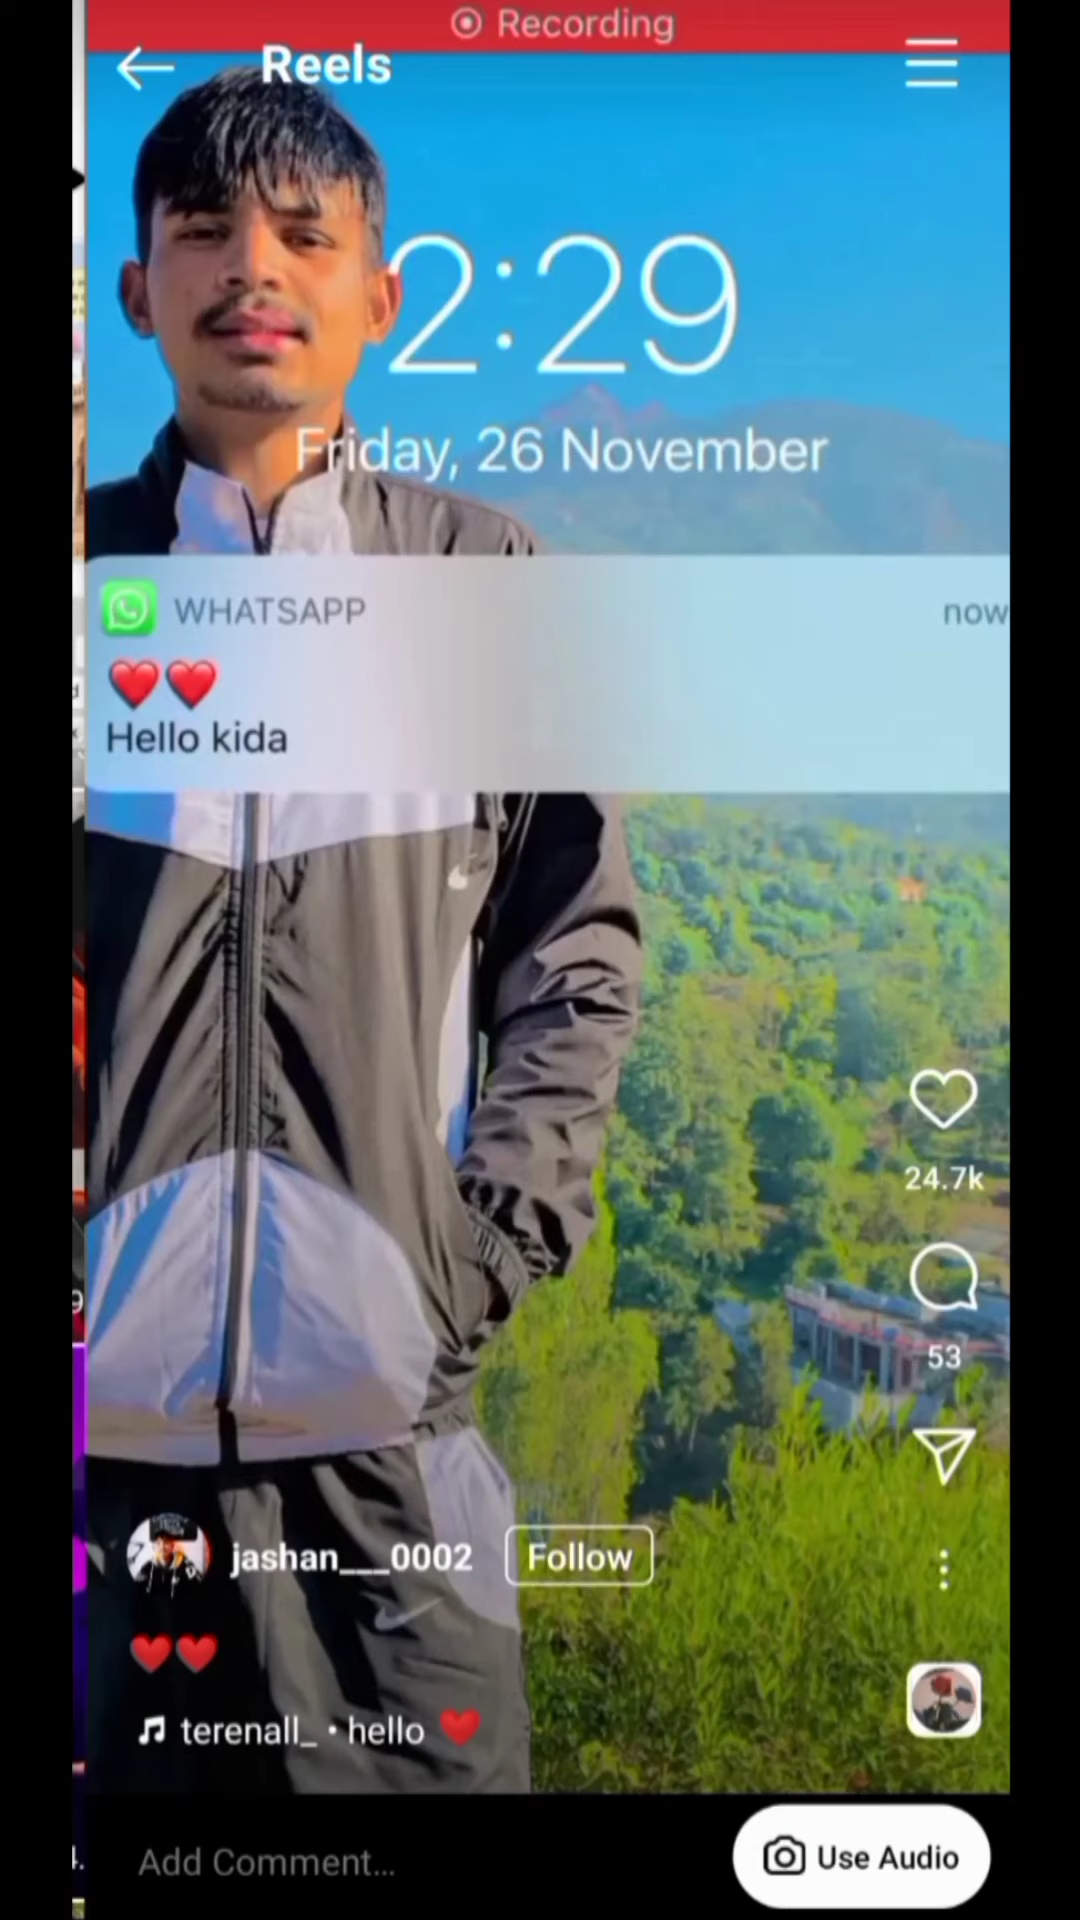 Recording
Reels
2:29
Friday, 26 November
WHATSAPP
now
❤️❤️
Hello kida
24.7k
53
jashan___0002
Follow
❤️❤️
terenall_ • hello ❤️
Add Comment...
Use Audio